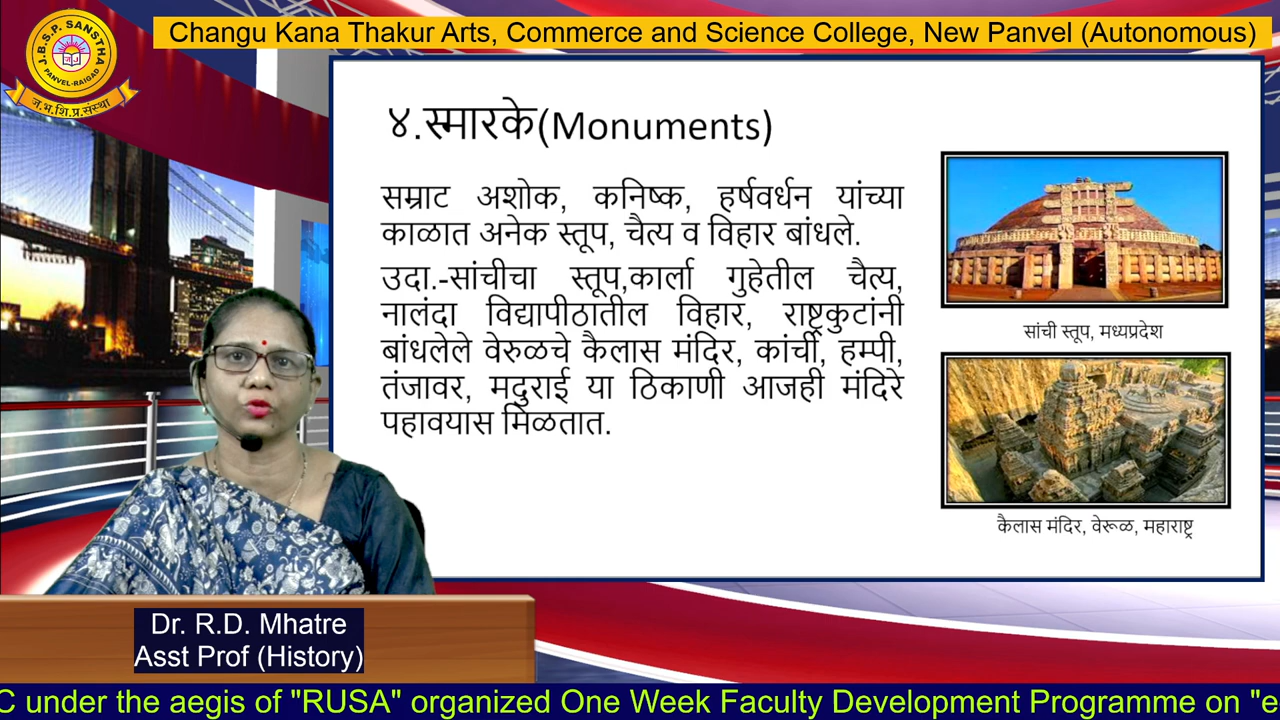 J.B.S.P. SANSTHA
PANVEL-RAIGAD
ज.भ.शि.प्र.संस्था
Changu Kana Thakur Arts, Commerce and Science College, New Panvel (Autonomous)
४.स्मारके(Monuments)
सम्राट अशोक, कनिष्क, हर्षवर्धन यांच्या
काळात अनेक स्तूप, चैत्य व विहार बांधले.
उदा.-सांचीचा स्तूप,कार्ला गुहेतील चैत्य,
नालंदा विद्यापीठातील विहार, राष्ट्रकुटांनी
बांधलेले वेरुळचे कैलास मंदिर, कांची, हम्पी,
तंजावर, मदुराई या ठिकाणी आजही मंदिरे
पहावयास मिळतात.
सांची स्तूप, मध्यप्रदेश
कैलास मंदिर, वेरूळ, महाराष्ट्र
Dr. R.D. Mhatre
Asst Prof (History)
C under the aegis of "RUSA" organized One Week Faculty Development Programme on "e